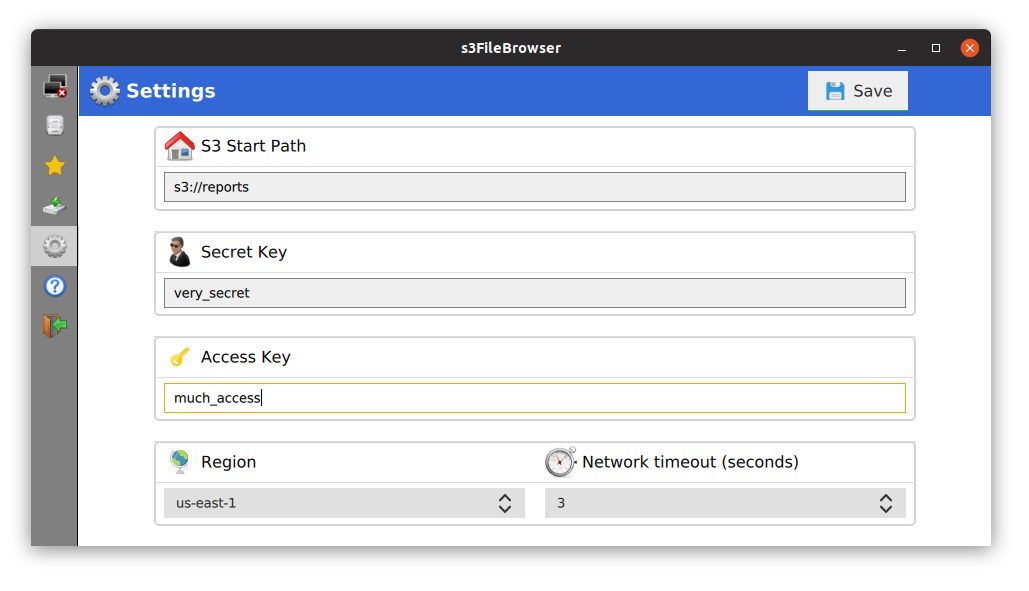 s3FileBrowser
Settings
Save
S3 Start Path
s3://reports
Secret Key
very_secret
Access Key
much_access
Region
Network timeout (seconds)
us-east-1
3